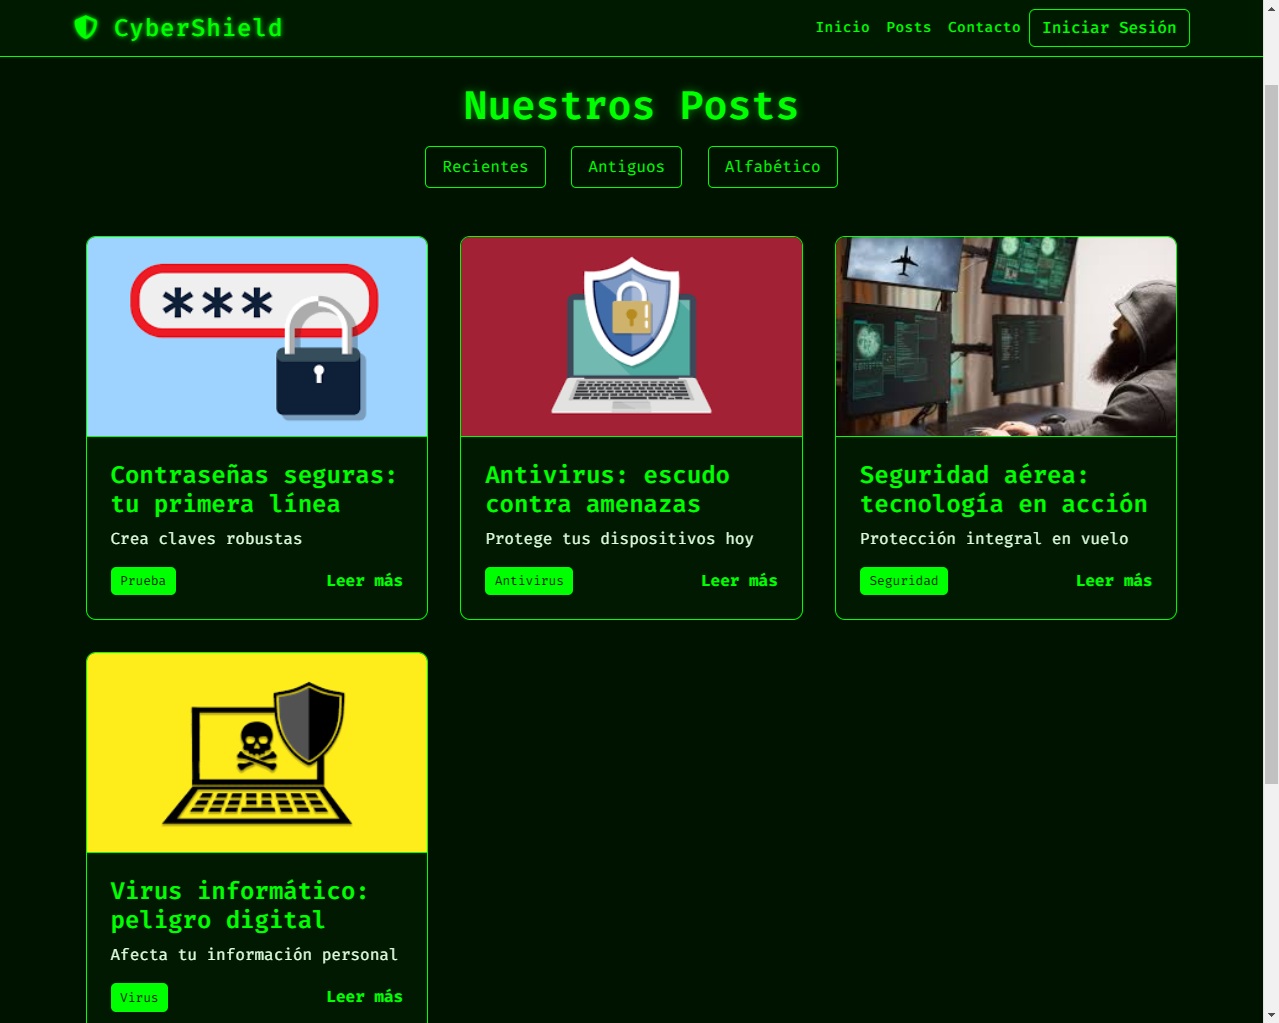 CyberShield
Inicio Posts Contacto Iniciar Sesión
Nuestros Posts
Recientes Antiguos Alfabético
***
Contraseñas seguras:
tu primera línea
Crea claves robustas
Prueba Leer más
Antivirus: escudo
contra amenazas
Protege tus dispositivos hoy
Antivirus Leer más
Seguridad aérea:
tecnología en acción
Protección integral en vuelo
Seguridad Leer más
Virus informático:
peligro digital
Afecta tu información personal
Virus Leer más